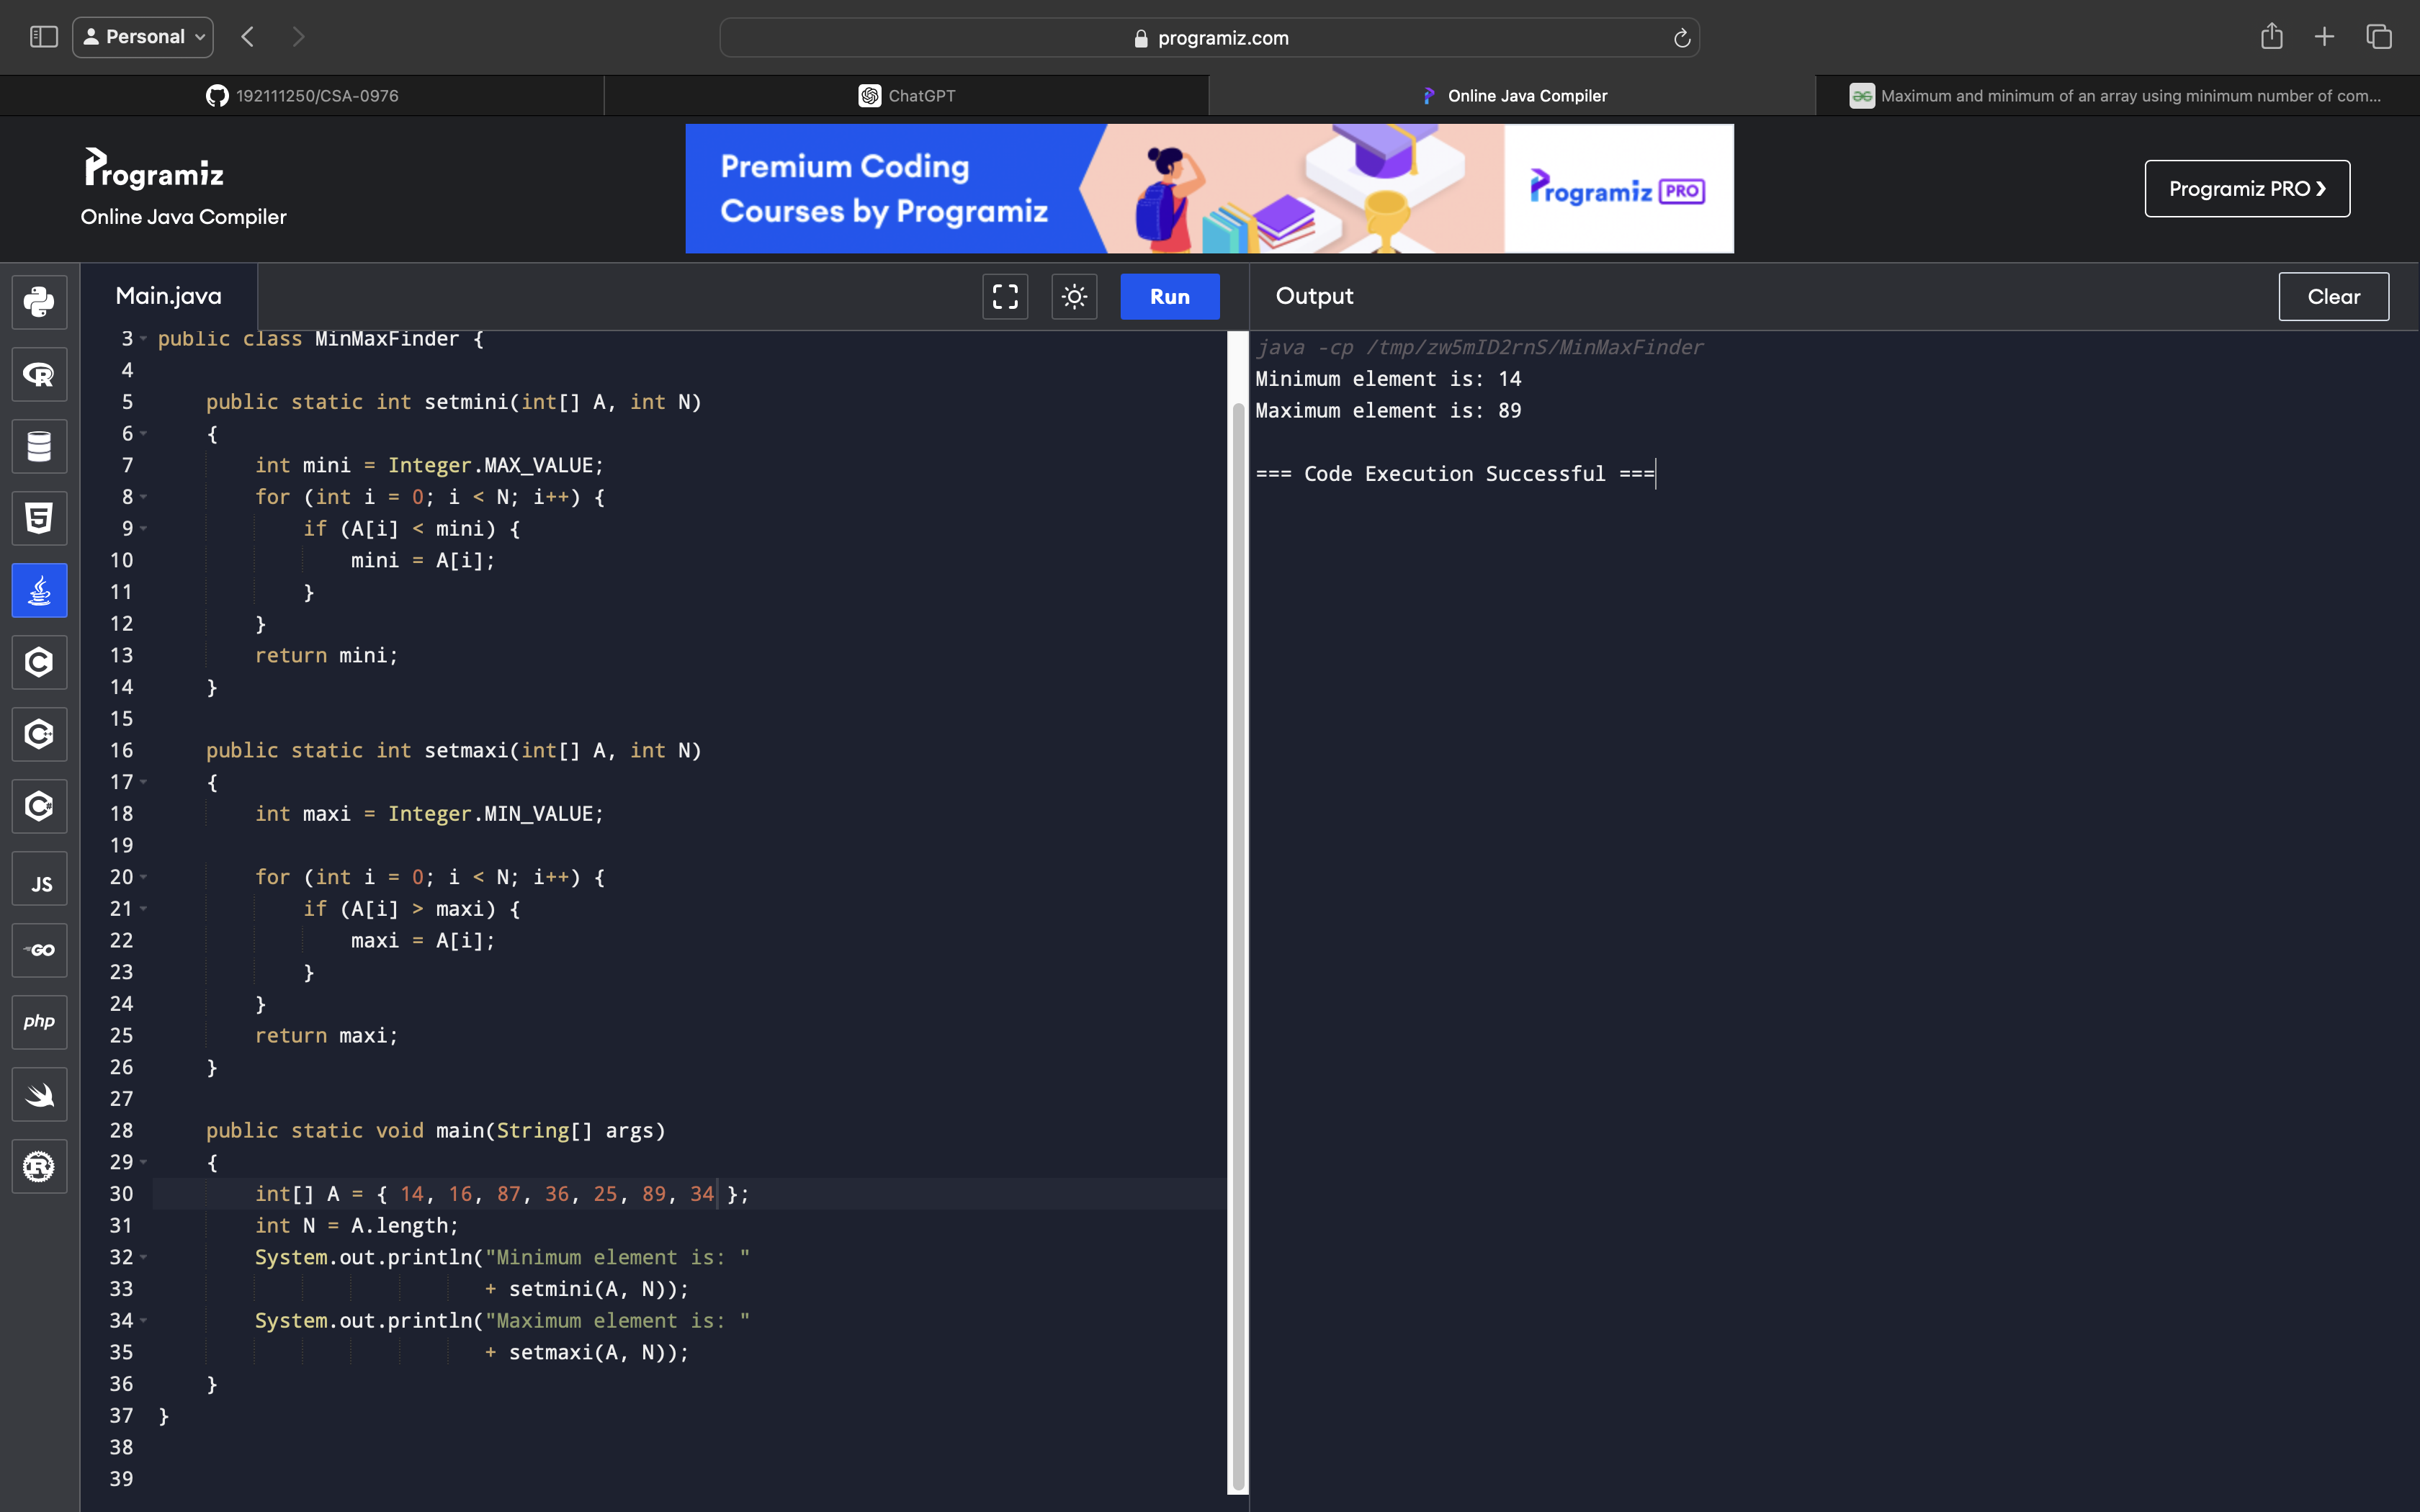 Personal
programiz.com
192111250/CSA-0976
ChatGPT
Online Java Compiler
Maximum and minimum of an array using minimum number of com...
Programiz
Online Java Compiler
Premium Coding
Courses by Programiz
Programiz PRO
Programiz PRO ❯
Main.java
Run
Output
Clear
3 public class MinMaxFinder {
4
5     public static int setmini(int[] A, int N)
6     {
7         int mini = Integer.MAX_VALUE;
8         for (int i = 0; i < N; i++) {
9             if (A[i] < mini) {
10                 mini = A[i];
11             }
12         }
13         return mini;
14     }
15
16     public static int setmaxi(int[] A, int N)
17     {
18         int maxi = Integer.MIN_VALUE;
19
20         for (int i = 0; i < N; i++) {
21             if (A[i] > maxi) {
22                 maxi = A[i];
23             }
24         }
25         return maxi;
26     }
27
28     public static void main(String[] args)
29     {
30         int[] A = { 14, 16, 87, 36, 25, 89, 34 };
31         int N = A.length;
32         System.out.println("Minimum element is: "
33                            + setmini(A, N));
34         System.out.println("Maximum element is: "
35                            + setmaxi(A, N));
36     }
37 }
38
39
java -cp /tmp/zw5mID2rnS/MinMaxFinder
Minimum element is: 14
Maximum element is: 89
=== Code Execution Successful ===
R
5
C
C++
C#
JS
GO
php
R